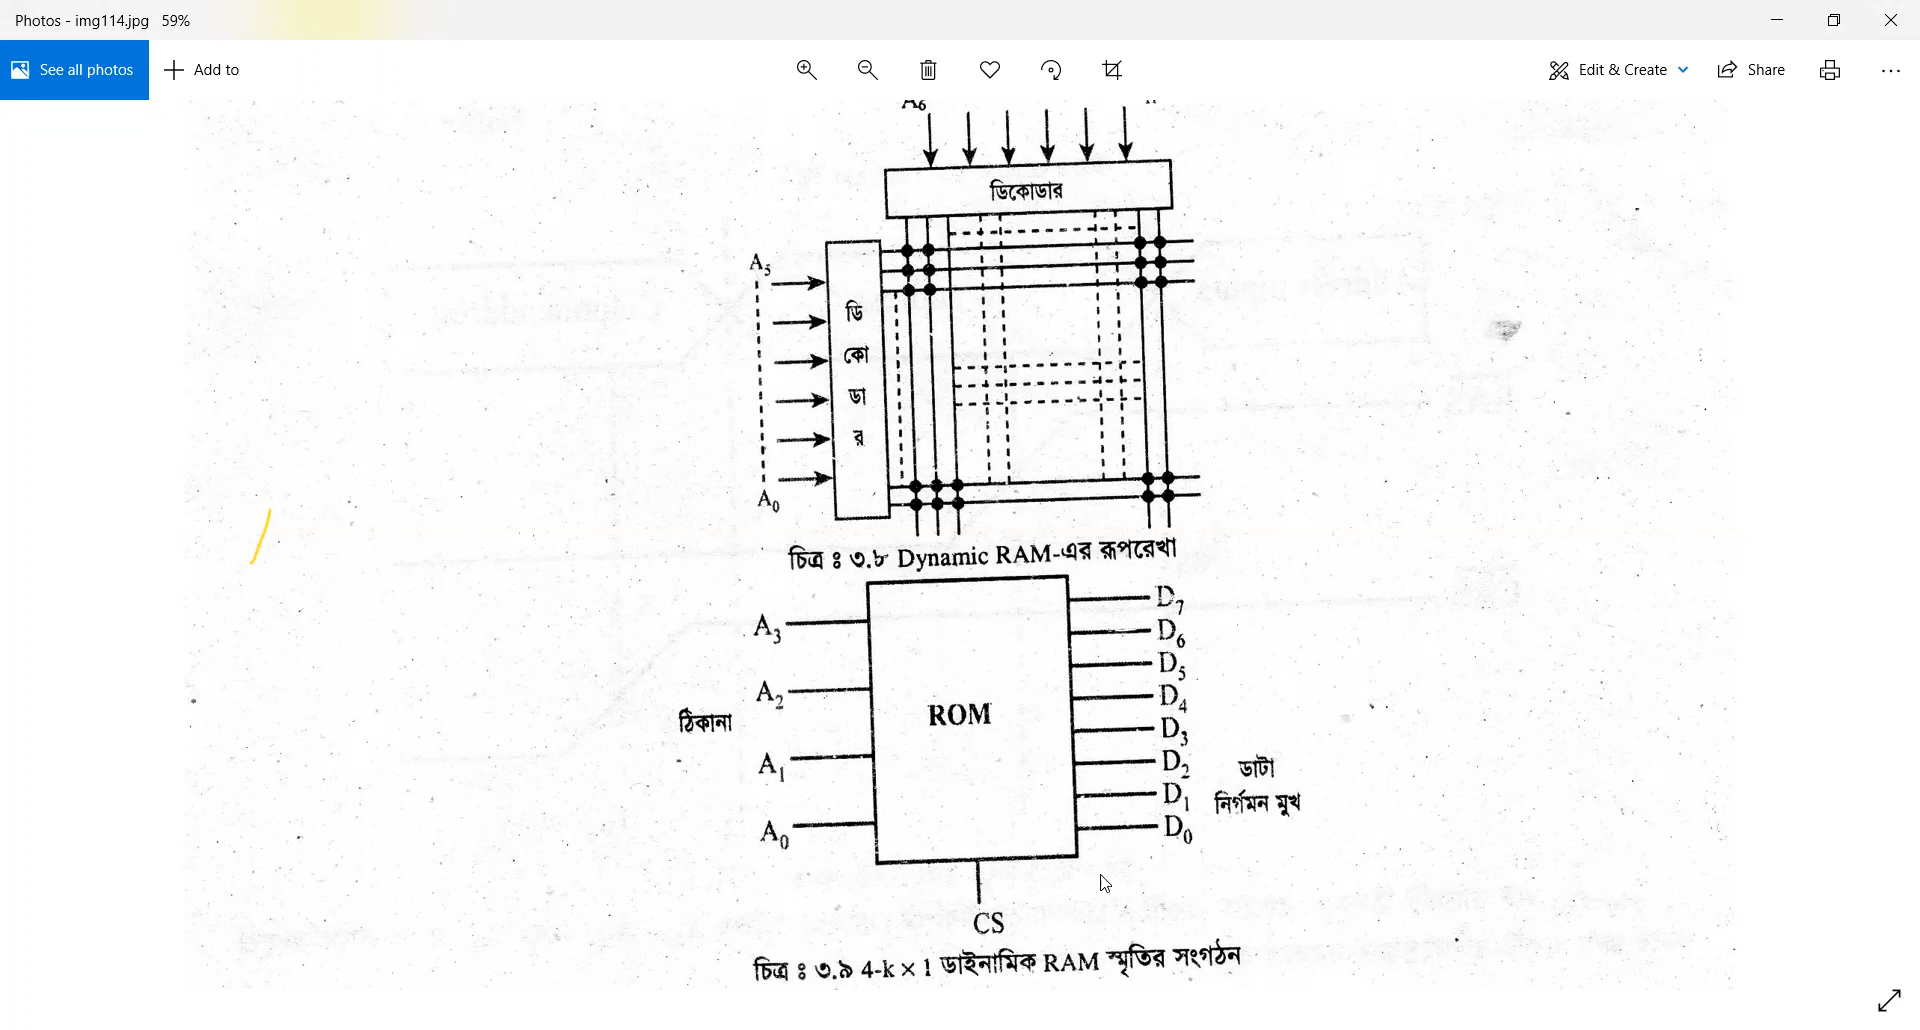 Photos - img114.jpg 59%
See all photos
Add to
Edit & Create
Share
A6
ডিকোডার
A5
ডি
কো
ডা
র
A0
চিত্র ঃ ৩.৮ Dynamic RAM-এর রূপরেখা
A3
A2
A1
A0
ঠিকানা
ROM
D7
D6
D5
D4
D3
D2
D1
D0
ডাটা
নির্গমন মুখ
CS
চিত্র ঃ ৩.৯ 4-k × 1 ডাইনামিক RAM স্মৃতির সংগঠন